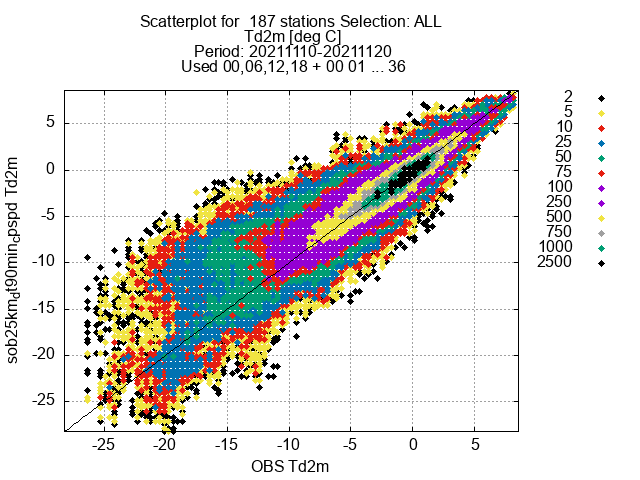 Scatterplot for 187 stations Selection: ALL
Td2m [deg C]
Period: 20211110-20211120
Used 00,06,12,18 + 00 01 ... 36
2
5
10
25
50
75
100
250
500
750
1000
2500
5
0
-5
-10
-15
-20
-25
sob25km_dt90min_cpspd Td2m
-25 -20 -15 -10 -5 0 5
OBS Td2m